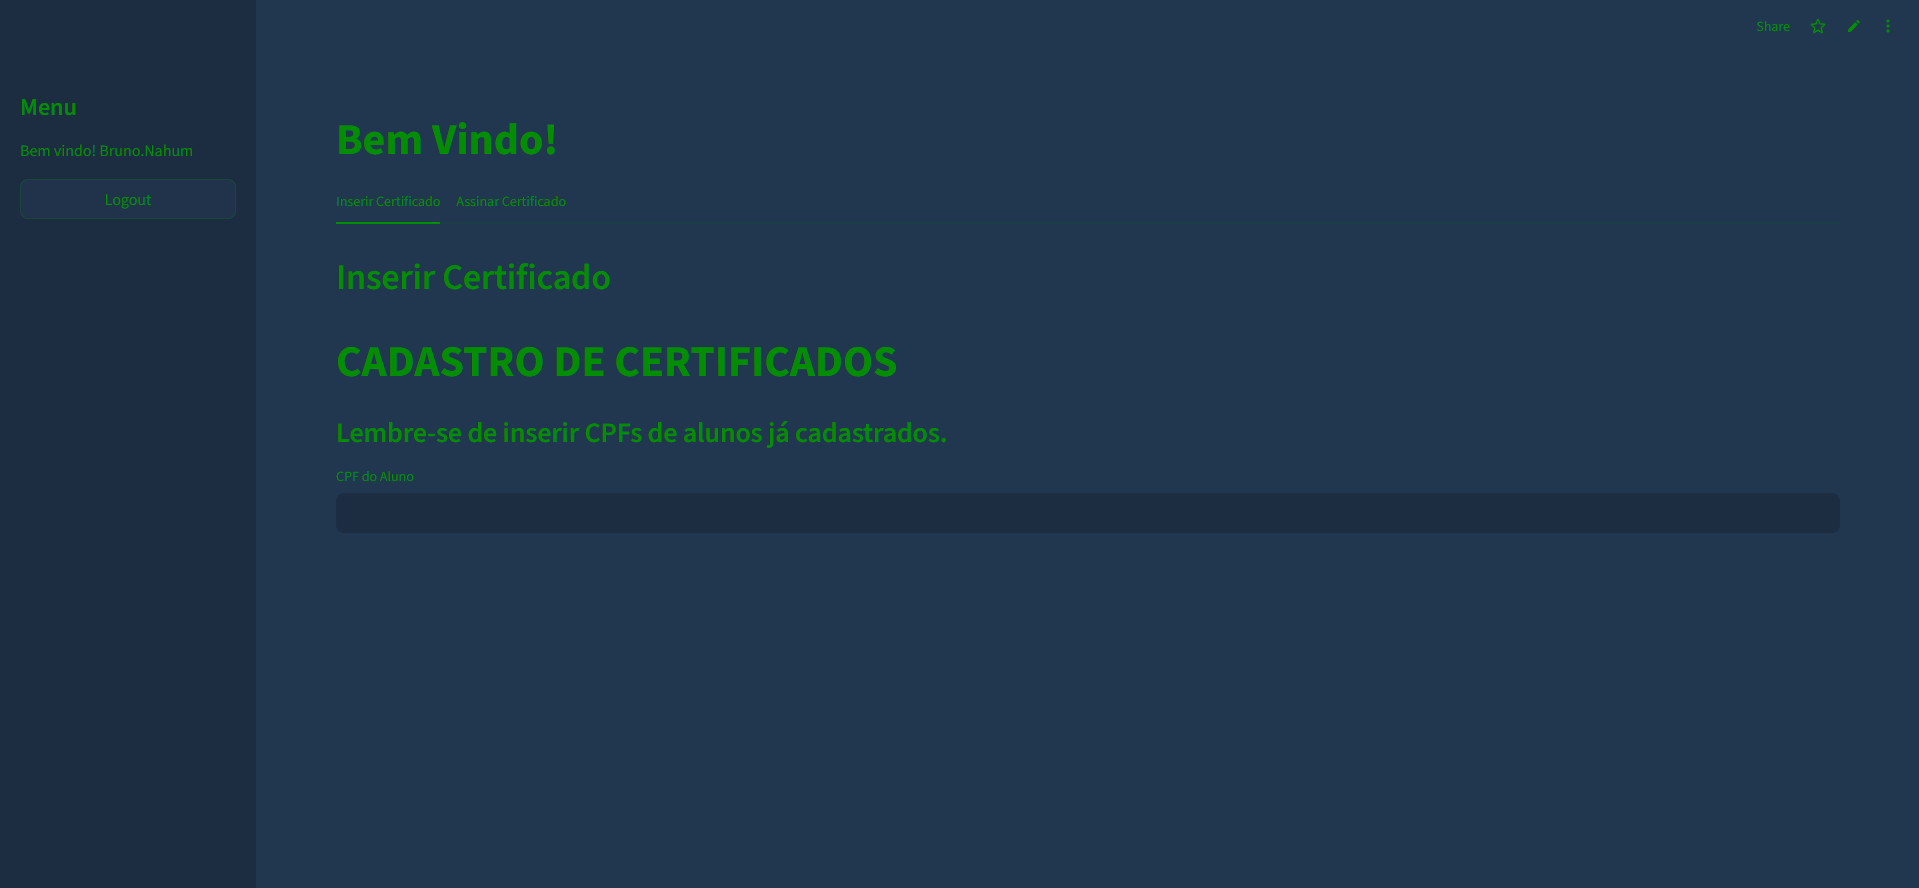 Share
Menu
Bem vindo! Bruno.Nahum
Logout
Bem Vindo!
Inserir Certificado
Assinar Certificado
Inserir Certificado
CADASTRO DE CERTIFICADOS
Lembre-se de inserir CPFs de alunos já cadastrados.
CPF do Aluno